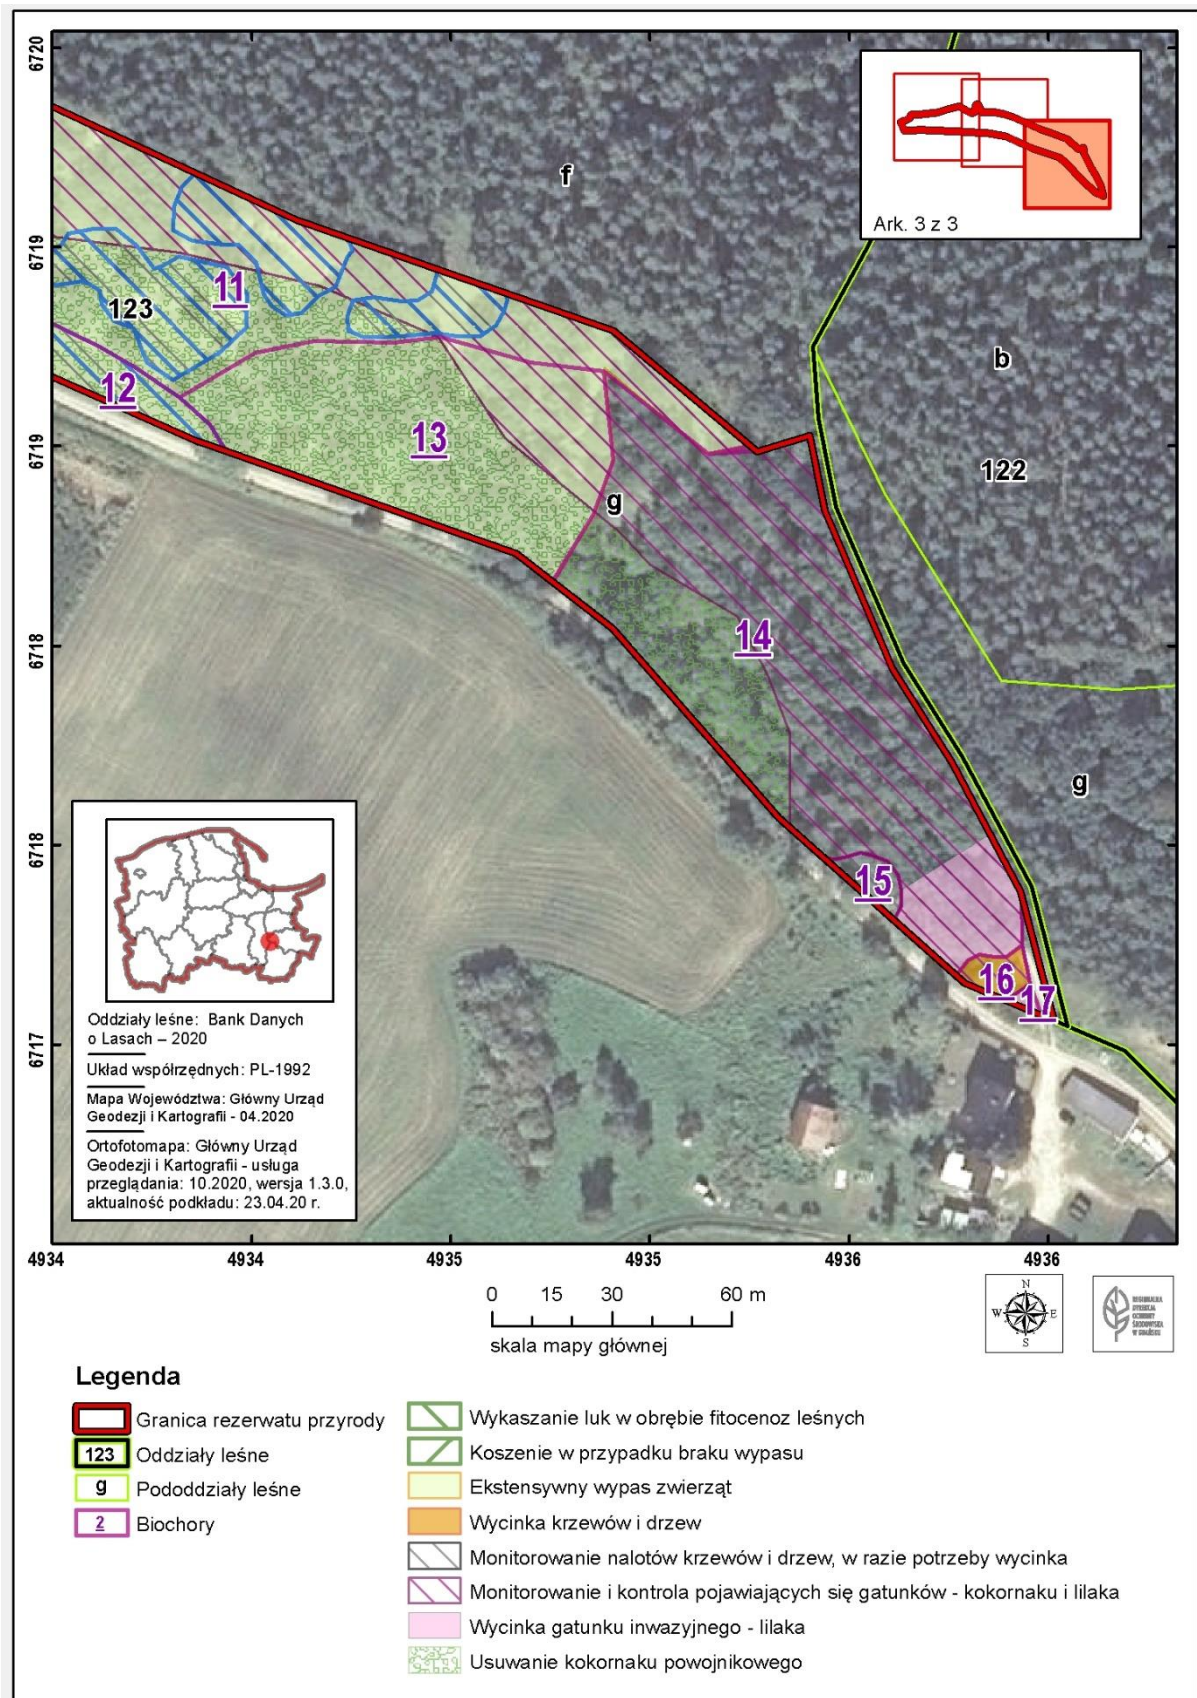 6720
6719
6719
6718
6718
6717
f
Ark. 3 z 3
11
123
12
13
b
122
g
14
g
15
16
17
Oddziały leśne: Bank Danych
o Lasach – 2020
Układ współrzędnych: PL-1992
Mapa Województwa: Główny Urząd
Geodezji i Kartografii - 04.2020
Ortofotomapa: Główny Urząd
Geodezji i Kartografii - usługa
przeglądania: 10.2020, wersja 1.3.0,
aktualność podkładu: 23.04.20 r.
4934 4934 4935 4935 4936 4936
0 15 30 60 m
skala mapy głównej
N
W E
S
REGIONALNA
DYREKCJA
OCHRONY
ŚRODOWISKA
W GDAŃSKU
Legenda
Granica rezerwatu przyrody
123 Oddziały leśne
g Pododdziały leśne
2 Biochory
Wykaszanie luk w obrębie fitocenoz leśnych
Koszenie w przypadku braku wypasu
Ekstensywny wypas zwierząt
Wycinka krzewów i drzew
Monitorowanie nalotów krzewów i drzew, w razie potrzeby wycinka
Monitorowanie i kontrola pojawiających się gatunków - kokornaku i lilaka
Wycinka gatunku inwazyjnego - lilaka
Usuwanie kokornaku powojnikowego